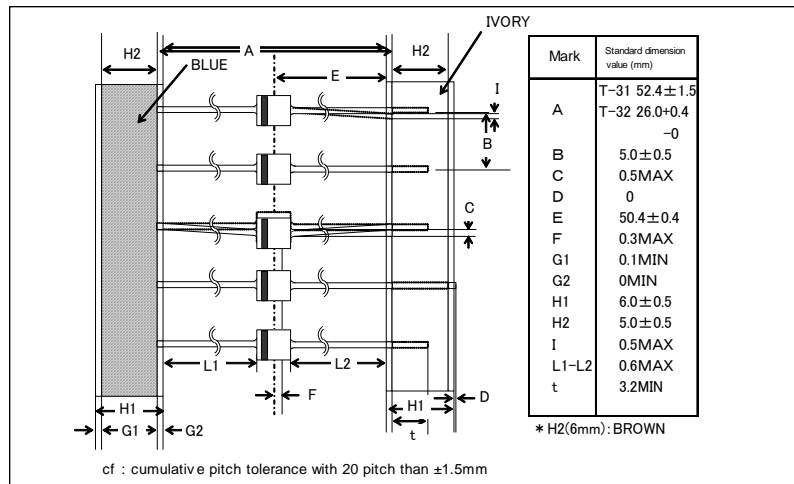 IVORY
H2
A
H2
BLUE
E
I
B
C
L1
L2
F
D
H1
H1
G1
G2
t
cf : cumulative pitch tolerance with 20 pitch than ±1.5mm
Mark Standard dimension value (mm)
A T-31 52.4±1.5
T-32 26.0+0.4
-0
B 5.0±0.5
C 0.5MAX
D 0
E 50.4±0.4
F 0.3MAX
G1 0.1MIN
G2 0MIN
H1 6.0±0.5
H2 5.0±0.5
I 0.5MAX
L1-L2 0.6MAX
t 3.2MIN
* H2(6mm): BROWN